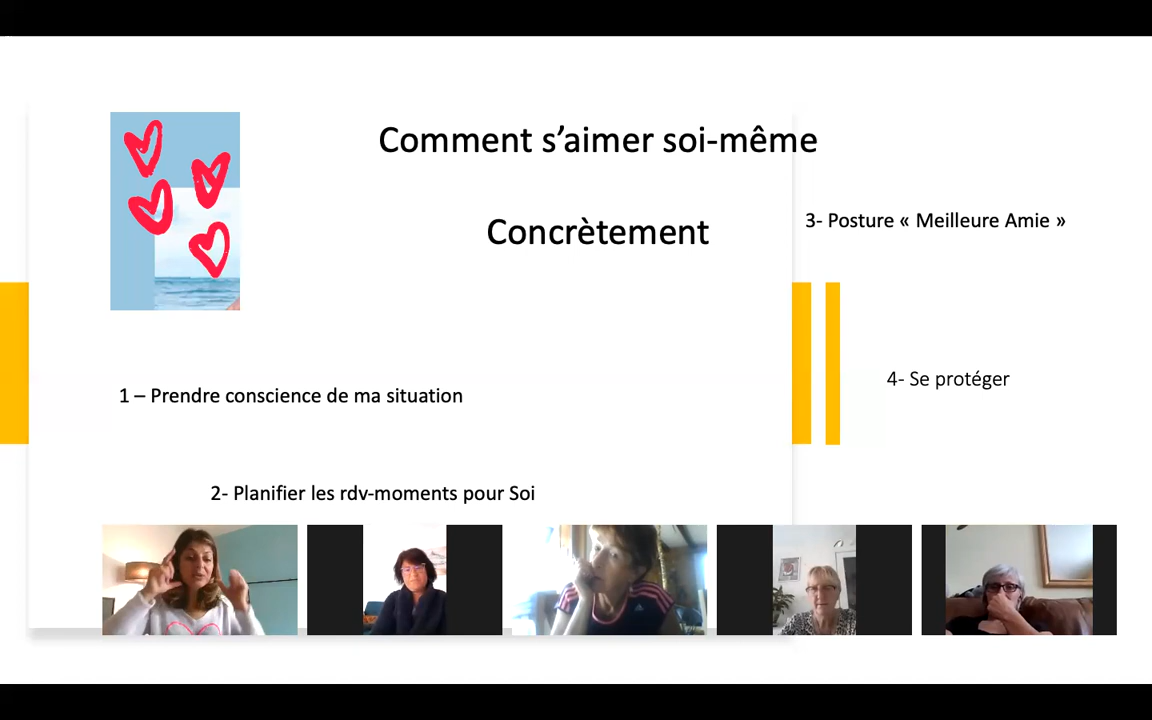 Comment s’aimer soi-même
Concrètement
1 – Prendre conscience de ma situation
2- Planifier les rdv-moments pour Soi
3- Posture « Meilleure Amie »
4- Se protéger